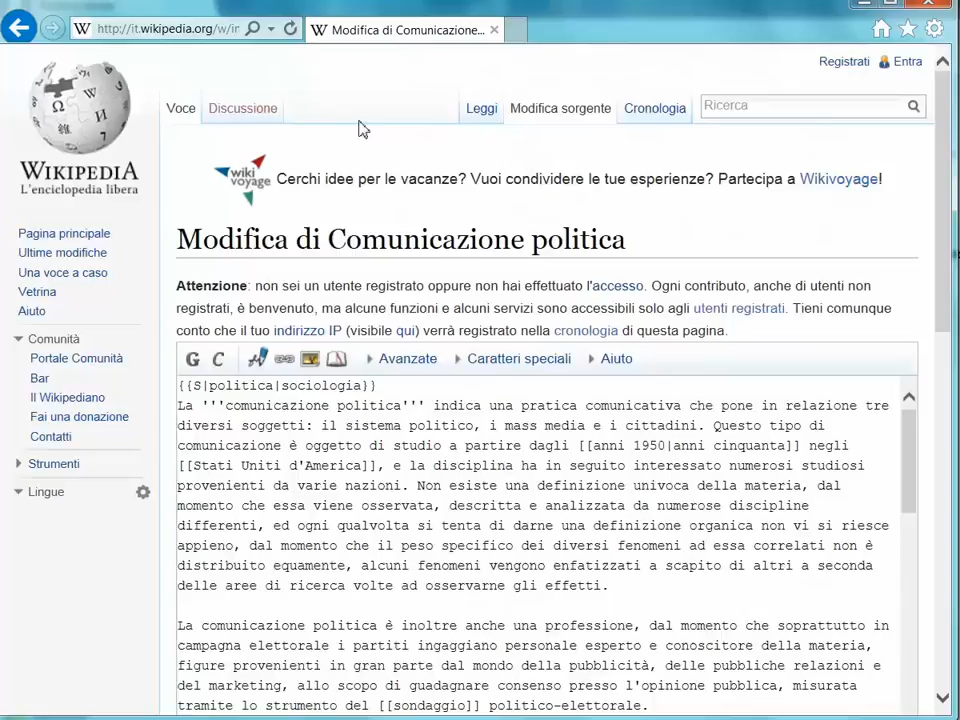 http://it.wikipedia.org/w/in
Modifica di Comunicazione...
Registrati Entra
Voce Discussione Leggi Modifica sorgente Cronologia Ricerca
WIKIPEDIA
L'enciclopedia libera
wiki voyage Cerchi idee per le vacanze? Vuoi condividere le tue esperienze? Partecipa a Wikivoyage!
Pagina principale
Ultime modifiche
Una voce a caso
Vetrina
Aiuto
Comunità
Portale Comunità
Bar
Il Wikipediano
Fai una donazione
Contatti
Strumenti
Lingue
Modifica di Comunicazione politica
Attenzione: non sei un utente registrato oppure non hai effettuato l'accesso. Ogni contributo, anche di utenti non
registrati, è benvenuto, ma alcune funzioni e alcuni servizi sono accessibili solo agli utenti registrati. Tieni comunque
conto che il tuo indirizzo IP (visibile qui) verrà registrato nella cronologia di questa pagina.
G C Avanzate Caratteri speciali Aiuto
{{S|politica|sociologia}}
La '''comunicazione politica''' indica una pratica comunicativa che pone in relazione tre
diversi soggetti: il sistema politico, i mass media e i cittadini. Questo tipo di
comunicazione è oggetto di studio a partire dagli [[anni 1950|anni cinquanta]] negli
[[Stati Uniti d'America]], e la disciplina ha in seguito interessato numerosi studiosi
provenienti da varie nazioni. Non esiste una definizione univoca della materia, dal
momento che essa viene osservata, descritta e analizzata da numerose discipline
differenti, ed ogni qualvolta si tenta di darne una definizione organica non vi si riesce
appieno, dal momento che il peso specifico dei diversi fenomeni ad essa correlati non è
distribuito equamente, alcuni fenomeni vengono enfatizzati a scapito di altri a seconda
delle aree di ricerca volte ad osservarne gli effetti.
La comunicazione politica è inoltre anche una professione, dal momento che soprattutto in
campagna elettorale i partiti ingaggiano personale esperto e conoscitore della materia,
figure provenienti in gran parte dal mondo della pubblicità, delle pubbliche relazioni e
del marketing, allo scopo di guadagnare consenso presso l'opinione pubblica, misurata
tramite lo strumento del [[sondaggio]] politico-elettorale.